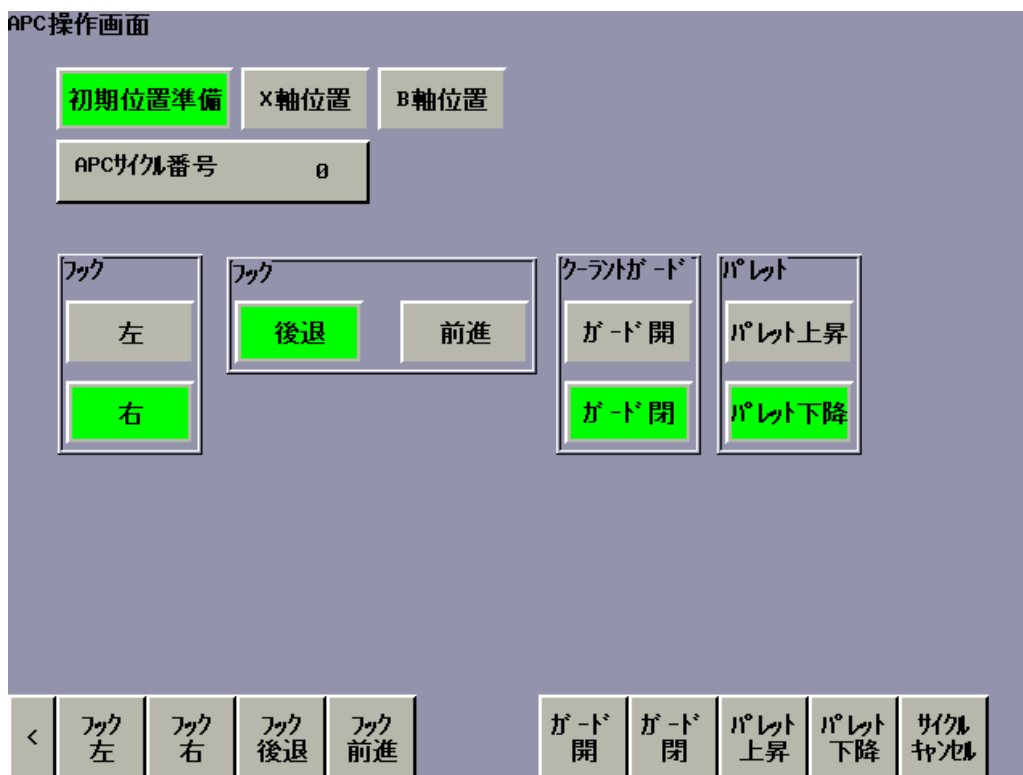 APC操作画面
初期位置準備 X軸位置 B軸位置
APCｻｲｸﾙ番号 0
ﾌｯｸ ﾌｯｸ ｸｰﾗﾝﾄｶﾞｰﾄﾞ ﾊﾟﾚｯﾄ
左 後退 前進 ｶﾞｰﾄﾞ開 ﾊﾟﾚｯﾄ上昇
右 ｶﾞｰﾄﾞ閉 ﾊﾟﾚｯﾄ下降
< ﾌｯｸ ﾌｯｸ ﾌｯｸ ﾌｯｸ ｶﾞｰﾄﾞ ｶﾞｰﾄﾞ ﾊﾟﾚｯﾄ ﾊﾟﾚｯﾄ ｻｲｸﾙ
左 右 後退 前進 開 閉 上昇 下降 ｷｬﾝｾﾙ